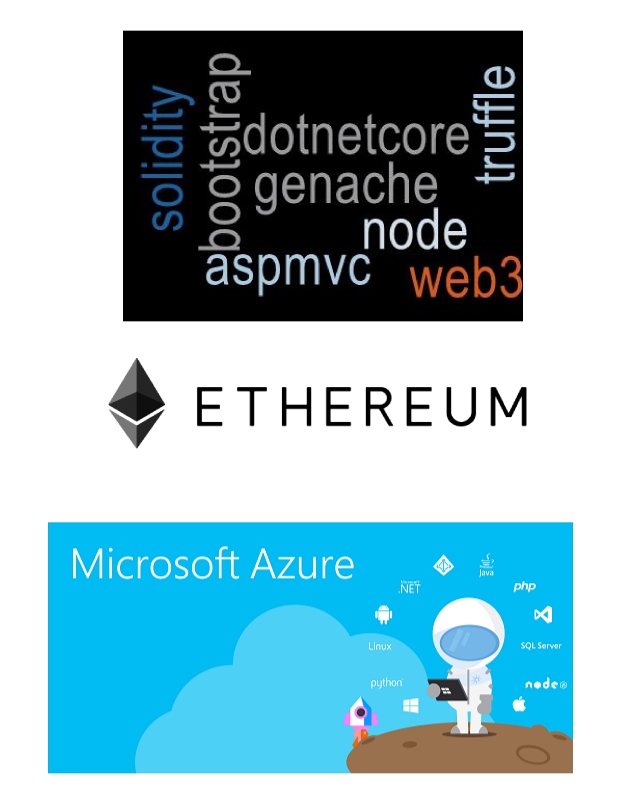 solidity
bootstrap
dotnetcore
truffle
genache
node
aspmvc
web3
ETHEREUM
Microsoft Azure
Java
Microsoft
.NET
php
Linux
SQL Server
python
node